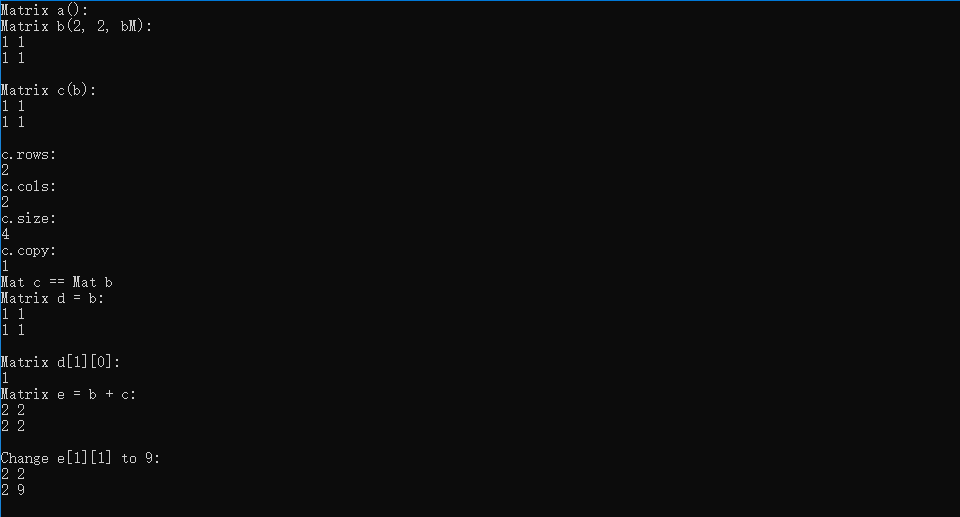 Matrix a():
Matrix b(2, 2, bM):
1 1
1 1
Matrix c(b):
1 1
1 1
c.rows:
2
c.cols:
2
c.size:
4
c.copy:
1
Mat c == Mat b
Matrix d = b:
1 1
1 1
Matrix d[1][0]:
1
Matrix e = b + c:
2 2
2 2
Change e[1][1] to 9:
2 2
2 9